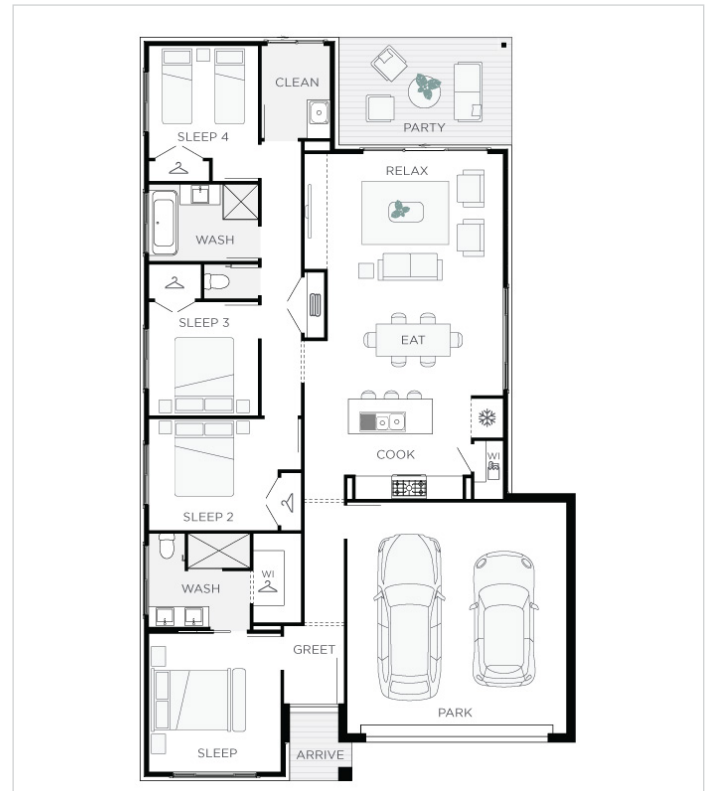 CLEAN
PARTY
SLEEP 4
RELAX
WASH
SLEEP 3
EAT
COOK
WI
SLEEP 2
WI
WASH
GREET
PARK
SLEEP
ARRIVE